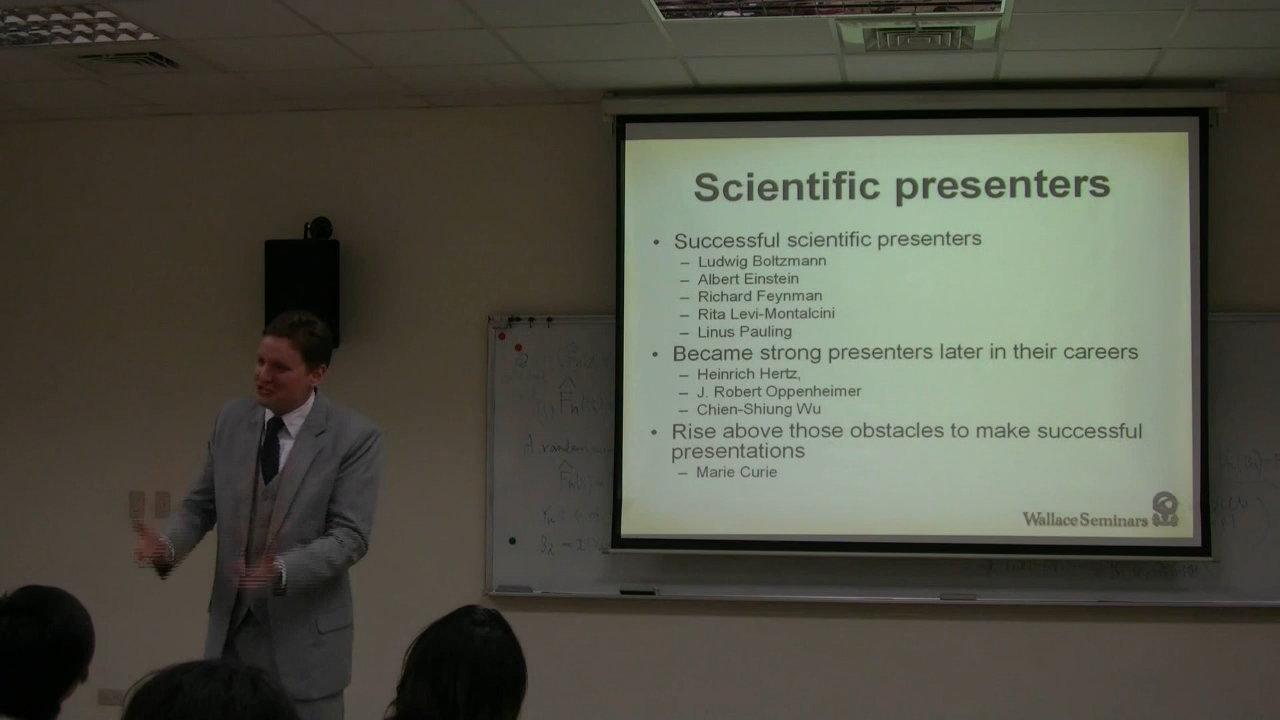 Scientific presenters
• Successful scientific presenters
– Ludwig Boltzmann
– Albert Einstein
– Richard Feynman
– Rita Levi-Montalcini
– Linus Pauling
• Became strong presenters later in their careers
– Heinrich Hertz,
– J. Robert Oppenheimer
– Chien-Shiung Wu
• Rise above those obstacles to make successful
presentations
– Marie Curie
Wallace Seminars
A random